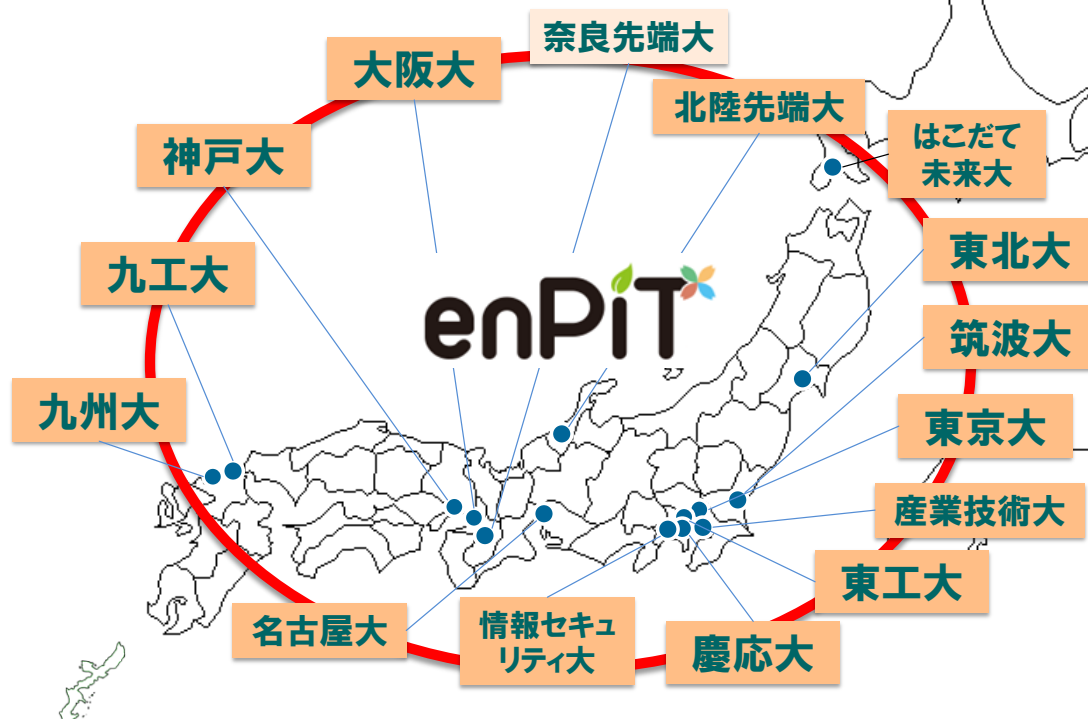 奈良先端大
大阪大
北陸先端大
はこだて
未来大
神戸大
東北大
九工大
enPiT
筑波大
九州大
東京大
産業技術大
東工大
名古屋大
情報セキュ
リティ大
慶応大